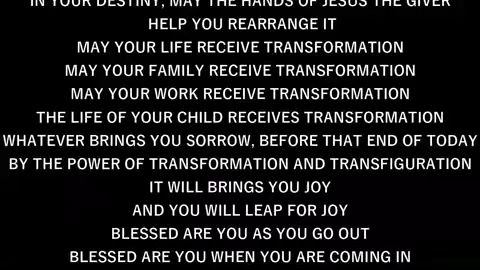 IN YOUR DESTINY, MAY THE HANDS OF JESUS THE GIVER
HELP YOU REARRANGE IT
MAY YOUR LIFE RECEIVE TRANSFORMATION
MAY YOUR FAMILY RECEIVE TRANSFORMATION
MAY YOUR WORK RECEIVE TRANSFORMATION
THE LIFE OF YOUR CHILD RECEIVES TRANSFORMATION
WHATEVER BRINGS YOU SORROW, BEFORE THAT END OF TODAY
BY THE POWER OF TRANSFORMATION AND TRANSFIGURATION
IT WILL BRINGS YOU JOY
AND YOU WILL LEAP FOR JOY
BLESSED ARE YOU AS YOU GO OUT
BLESSED ARE YOU WHEN YOU ARE COMING IN